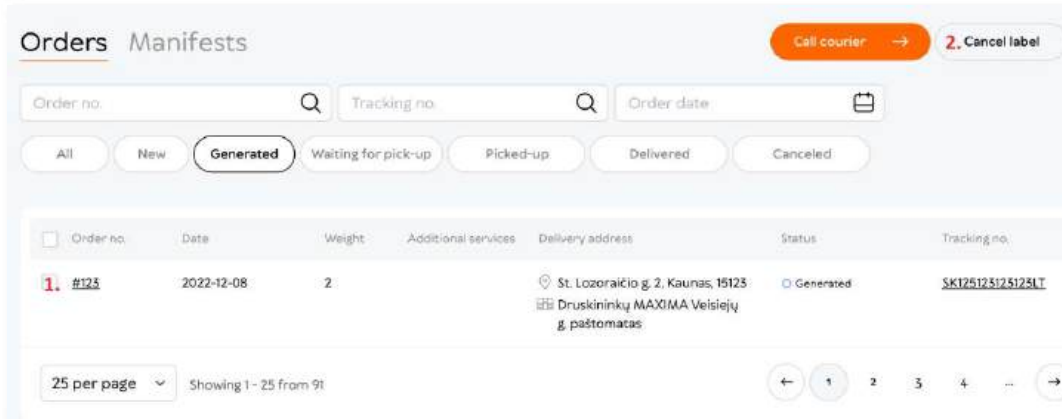 Orders Manifests Call courier → 2. Cancel label
Order no. Tracking no. Order date
All New Generated Waiting for pick-up Picked-up Delivered Canceled
Order no. Date Weight Additional services Delivery address Status Tracking no.
1. #123 2022-12-08 2 St. Lozoraičio g. 2, Kaunas, 15123 Generated SK125123123123LT
Druskininkų MAXIMA Veisiejų
g. paštomatas
25 per page Showing 1 - 25 from 91 ← 1 2 3 4 ... →